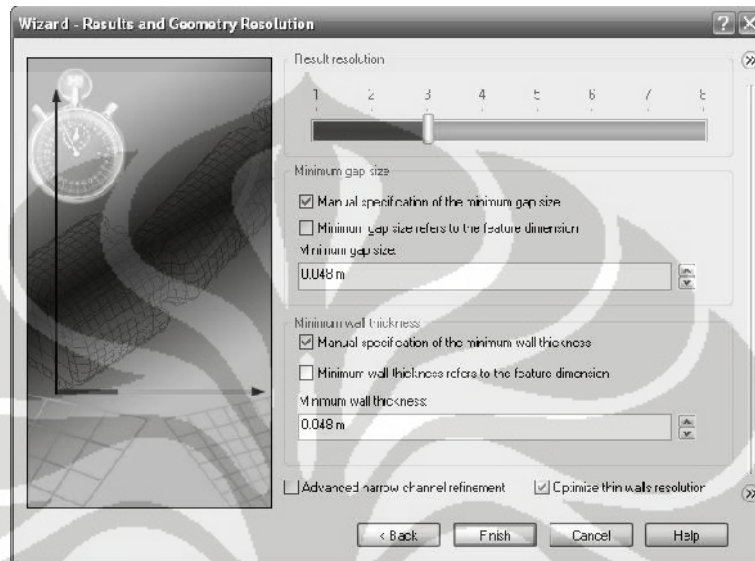 Wizard - Results and Geometry Resolution
Result resolution
1 2 3 4 5 6 7 8
Minimum gap size
Manual specification of the minimum gap size
Minimum gap size refers to the feature dimension
Minimum gap size:
0.048 m
Minimum wall thickness
Manual specification of the minimum wall thickness
Minimum wall thickness refers to the feature dimension
Minimum wall thickness:
0.048 m
Advanced narrow channel refinement Optimize thin walls resolution
< Back Finish Cancel Help